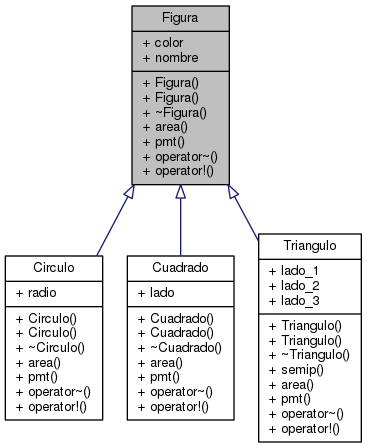 Figura
+ color
+ nombre
+ Figura()
+ Figura()
+ ~Figura()
+ area()
+ pmt()
+ operator~()
+ operator!()
Circulo
+ radio
+ Circulo()
+ Circulo()
+ ~Circulo()
+ area()
+ pmt()
+ operator~()
+ operator!()
Cuadrado
+ lado
+ Cuadrado()
+ Cuadrado()
+ ~Cuadrado()
+ area()
+ pmt()
+ operator~()
+ operator!()
Triangulo
+ lado_1
+ lado_2
+ lado_3
+ Triangulo()
+ Triangulo()
+ ~Triangulo()
+ semip()
+ area()
+ pmt()
+ operator~()
+ operator!()